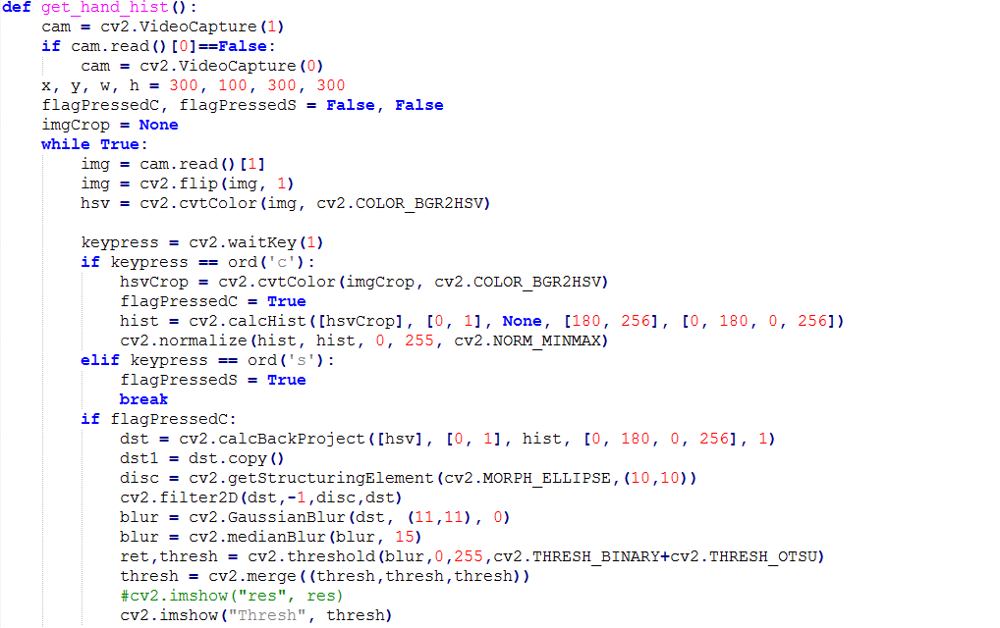 def get_hand_hist():
    cam = cv2.VideoCapture(1)
    if cam.read()[0]==False:
        cam = cv2.VideoCapture(0)
    x, y, w, h = 300, 100, 300, 300
    flagPressedC, flagPressedS = False, False
    imgCrop = None
    while True:
        img = cam.read()[1]
        img = cv2.flip(img, 1)
        hsv = cv2.cvtColor(img, cv2.COLOR_BGR2HSV)

        keypress = cv2.waitKey(1)
        if keypress == ord('c'):
            hsvCrop = cv2.cvtColor(imgCrop, cv2.COLOR_BGR2HSV)
            flagPressedC = True
            hist = cv2.calcHist([hsvCrop], [0, 1], None, [180, 256], [0, 180, 0, 256])
            cv2.normalize(hist, hist, 0, 255, cv2.NORM_MINMAX)
        elif keypress == ord('s'):
            flagPressedS = True
            break
        if flagPressedC:
            dst = cv2.calcBackProject([hsv], [0, 1], hist, [0, 180, 0, 256], 1)
            dst1 = dst.copy()
            disc = cv2.getStructuringElement(cv2.MORPH_ELLIPSE,(10,10))
            cv2.filter2D(dst,-1,disc,dst)
            blur = cv2.GaussianBlur(dst, (11,11), 0)
            blur = cv2.medianBlur(blur, 15)
            ret,thresh = cv2.threshold(blur,0,255,cv2.THRESH_BINARY+cv2.THRESH_OTSU)
            thresh = cv2.merge((thresh,thresh,thresh))
            #cv2.imshow("res", res)
            cv2.imshow("Thresh", thresh)